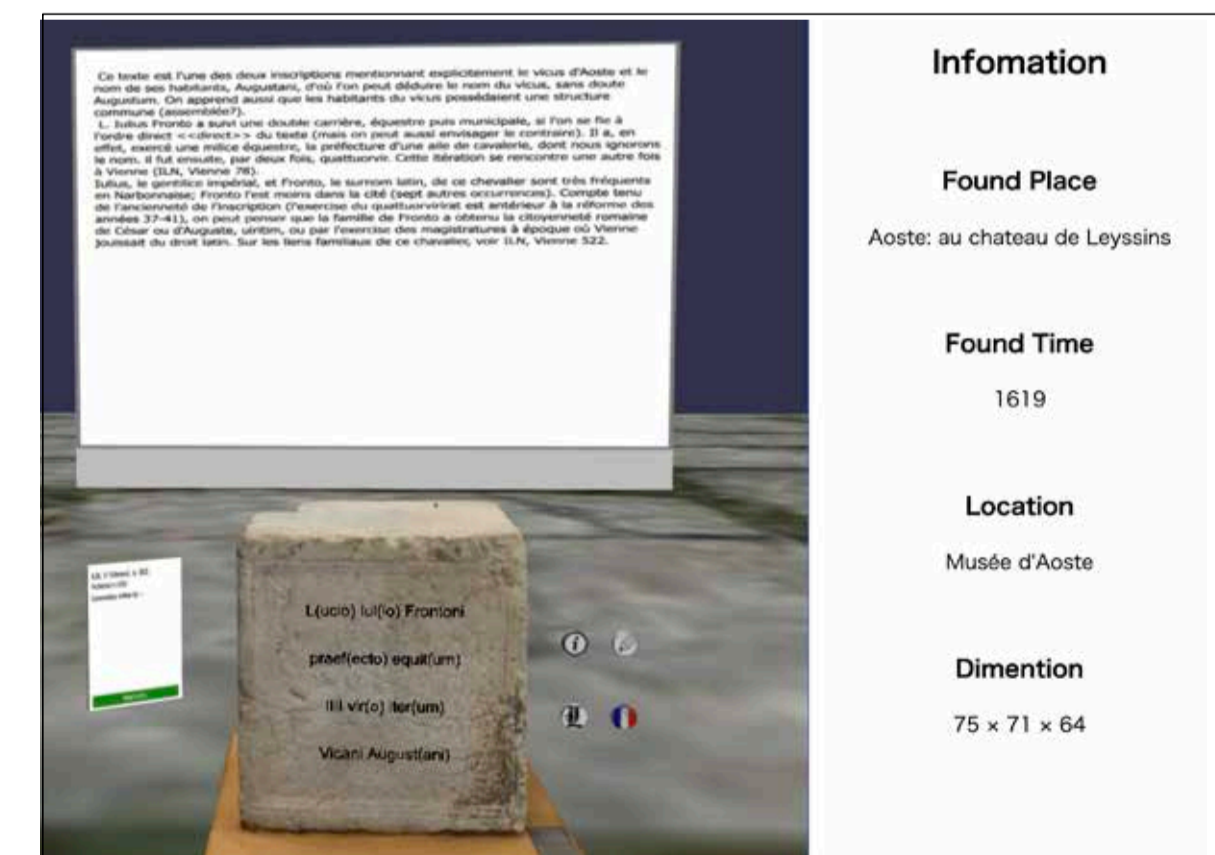 Ce texte est l'une des deux inscriptions mentionnant explicitement le vicus d'Aoste et le
nom de ses habitants, Augustani, d'où l'on peut déduire le nom du vicus, sans doute
Augustum. On apprend aussi que les habitants du vicus possédaient une structure
commune (assemblée?).
L. Iulius Fronto a suivi une double carrière, équestre puis municipale, si l'on se fie à
l'ordre direct <<direct>> du texte (mais on peut aussi envisager le contraire). Il a, en
effet, exercé une milice équestre, la préfecture d'une aile de cavalerie, dont nous ignorons
le nom. Il fut ensuite, par deux fois, quattuorvir. Cette itération se rencontre une autre fois
à Vienne (ILN, Vienne 78).
Iulius, le gentilice impérial, et Fronto, le surnom latin, de ce chevalier sont très fréquents
en Narbonnaise; Fronto l'est moins dans la cité (sept autres occurrences). Compte tenu
de l'ancienneté de l'inscription (l'exercise du quattuorvirirat est antérieur à la réforme des
années 37-41), on peut penser que la famille de Fronto a obtenu la citoyenneté romaine
de César ou d'Auguste, uiritim, ou par l'exercise des magistratures à époque où Vienne
jouissait du droit latin. Sur les liens familiaux de ce chavalier, voir ILN, Vienne 522.
L(ucio) Iul(io) Frontoni
praef(ecto) equit(um)
IIII vir(o) iter(um)
Vicani August(ani)
i
L
Infomation
Found Place
Aoste: au chateau de Leyssins
Found Time
1619
Location
Musée d'Aoste
Dimention
75 × 71 × 64